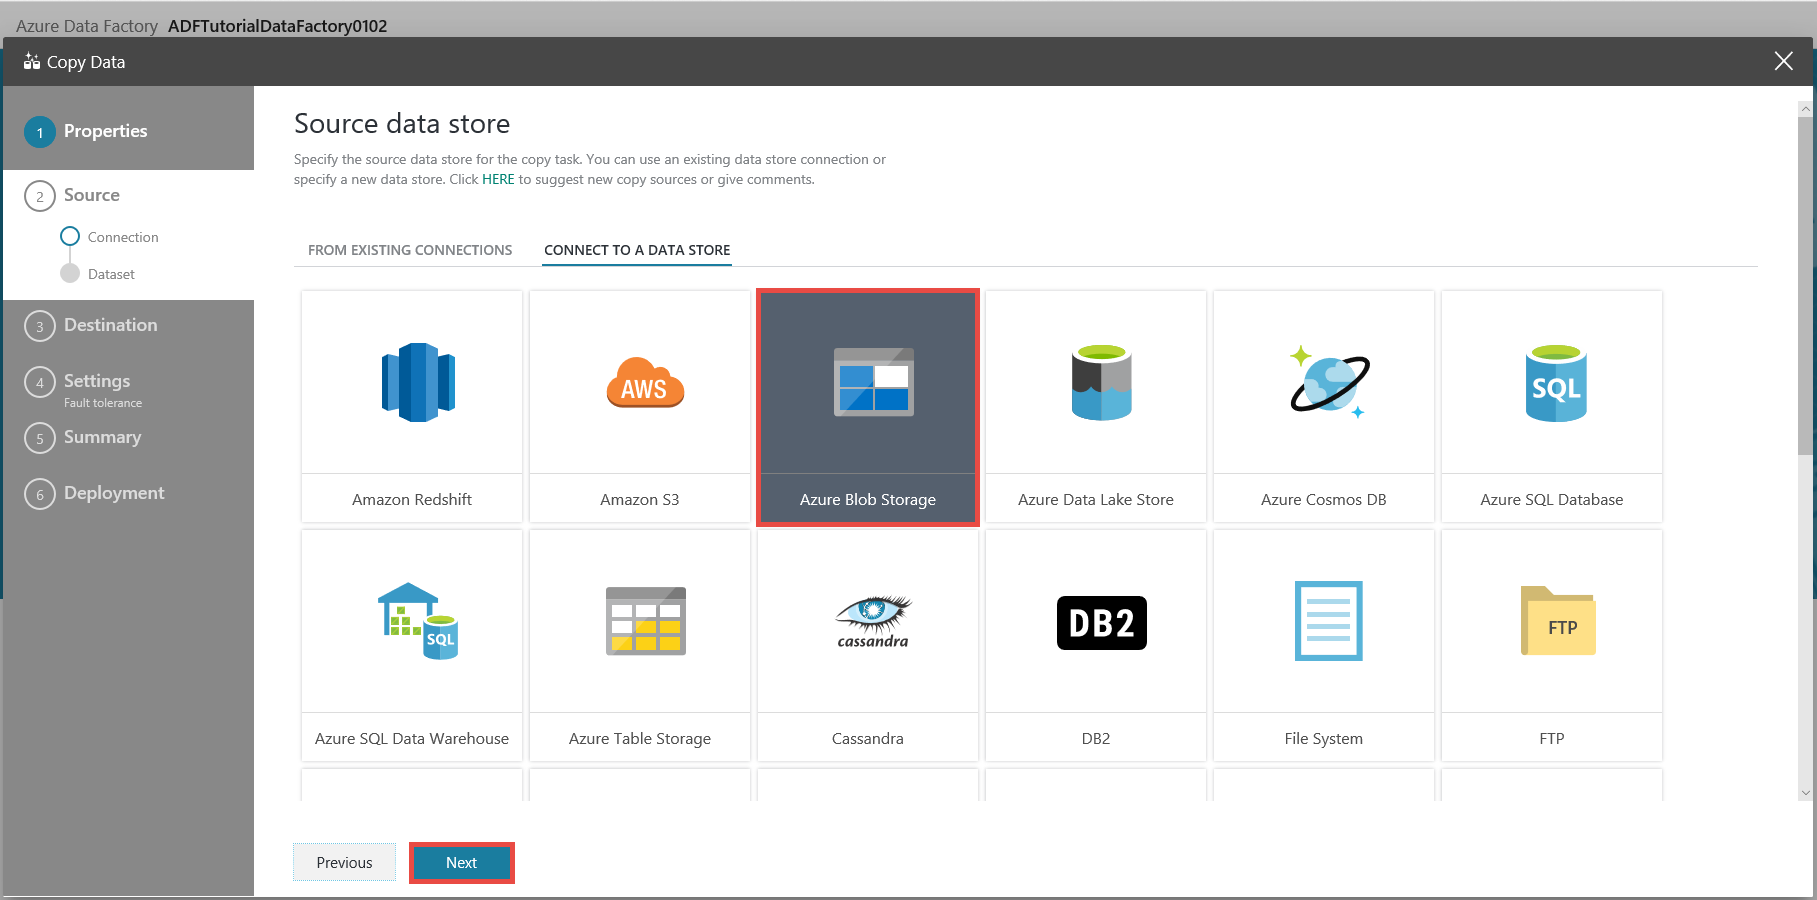 Azure Data Factory ADFTutorialDataFactory0102
Copy Data
1 Properties
2 Source
Connection
Dataset
3 Destination
4 Settings
Fault tolerance
5 Summary
6 Deployment
Source data store
Specify the source data store for the copy task. You can use an existing data store connection or
specify a new data store. Click HERE to suggest new copy sources or give comments.
FROM EXISTING CONNECTIONS CONNECT TO A DATA STORE
AWS
SQL
Amazon Redshift Amazon S3 Azure Blob Storage Azure Data Lake Store Azure Cosmos DB Azure SQL Database
SQL
cassandra
DB2
FTP
Azure SQL Data Warehouse Azure Table Storage Cassandra DB2 File System FTP
Previous Next